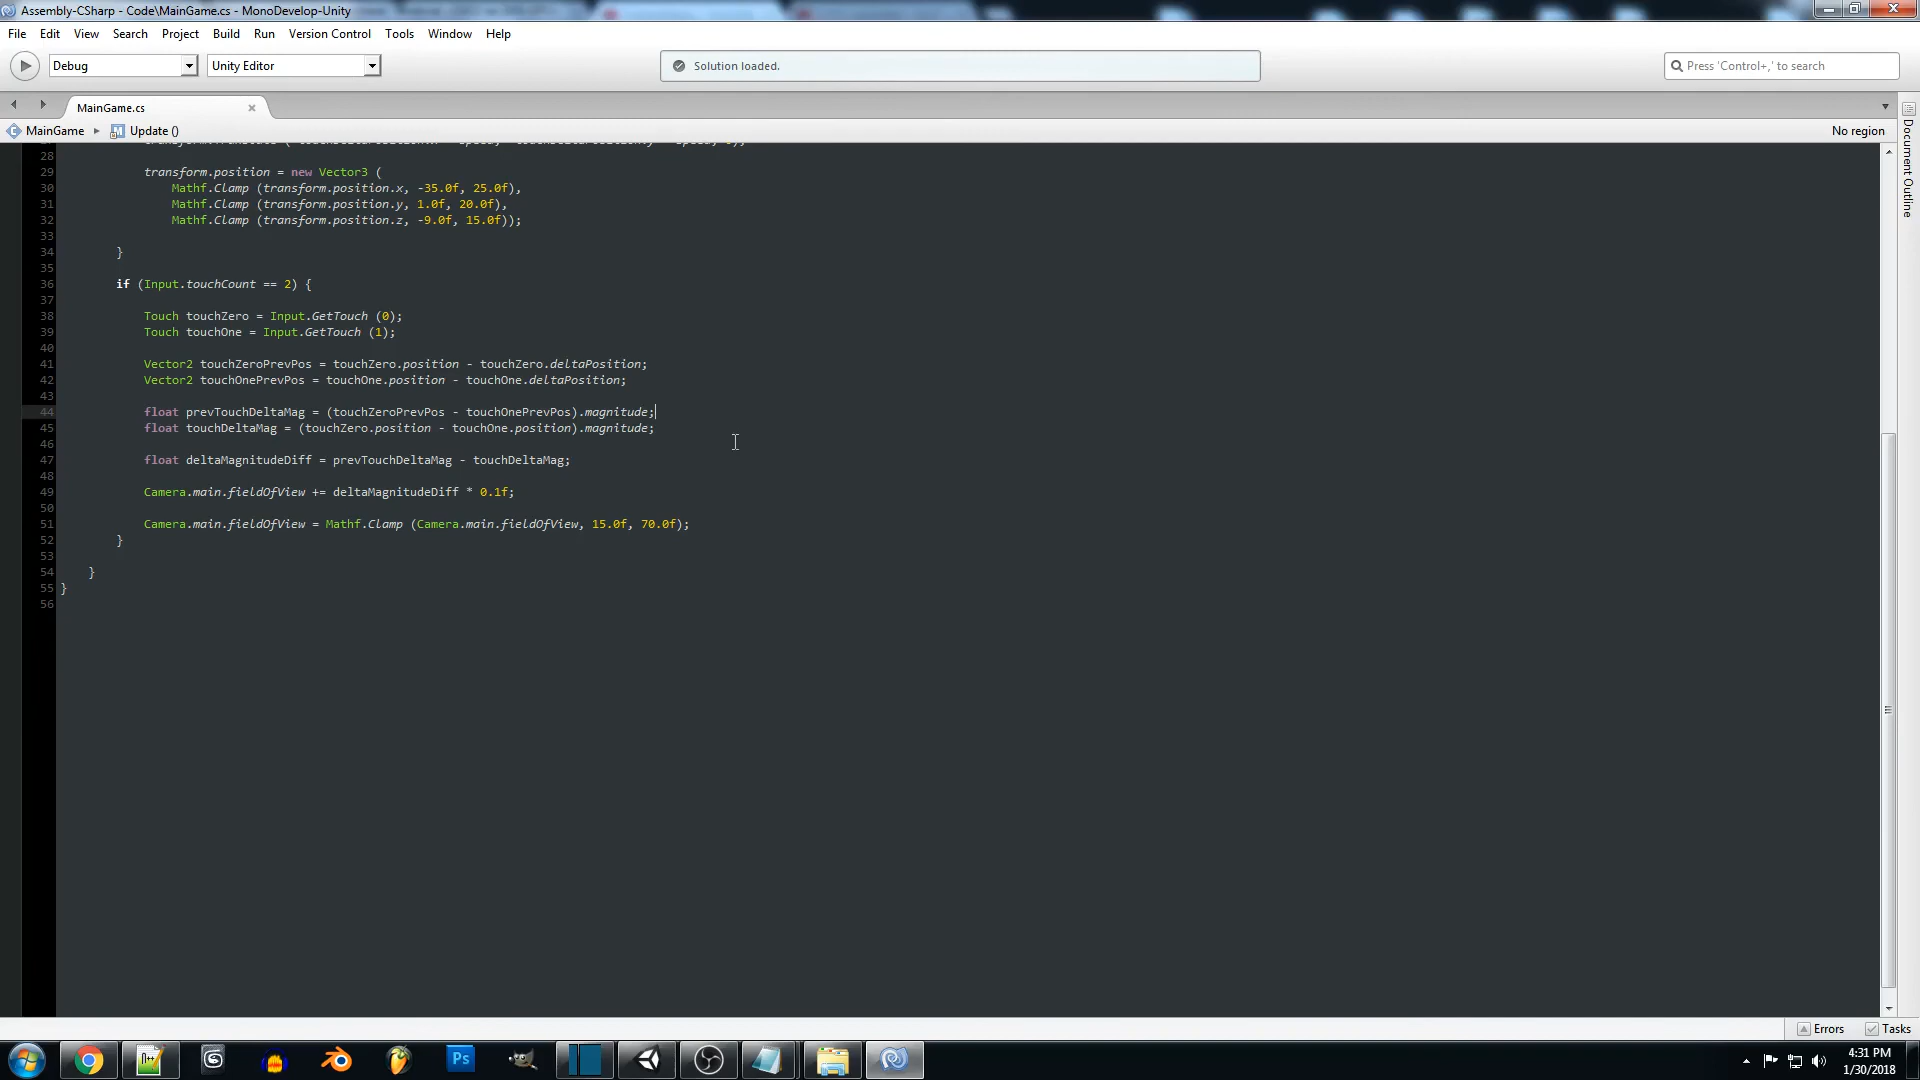 Assembly-CSharp - Code\MainGame.cs - MonoDevelop-Unity
File Edit View Search Project Build Run Version Control Tools Window Help
Debug Unity Editor Solution loaded. Press 'Control+,' to search
MainGame.cs
MainGame Update () No region
Document Outline
28
29 transform.position = new Vector3 (
30 Mathf.Clamp (transform.position.x, -35.0f, 25.0f),
31 Mathf.Clamp (transform.position.y, 1.0f, 20.0f),
32 Mathf.Clamp (transform.position.z, -9.0f, 15.0f));
33
34 }
35
36 if (Input.touchCount == 2) {
37
38 Touch touchZero = Input.GetTouch (0);
39 Touch touchOne = Input.GetTouch (1);
40
41 Vector2 touchZeroPrevPos = touchZero.position - touchZero.deltaPosition;
42 Vector2 touchOnePrevPos = touchOne.position - touchOne.deltaPosition;
43
44 float prevTouchDeltaMag = (touchZeroPrevPos - touchOnePrevPos).magnitude;
45 float touchDeltaMag = (touchZero.position - touchOne.position).magnitude;
46
47 float deltaMagnitudeDiff = prevTouchDeltaMag - touchDeltaMag;
48
49 Camera.main.fieldOfView += deltaMagnitudeDiff * 0.1f;
50
51 Camera.main.fieldOfView = Mathf.Clamp (Camera.main.fieldOfView, 15.0f, 70.0f);
52 }
53
54 }
55 }
56
Errors Tasks
Ps
4:31 PM
1/30/2018